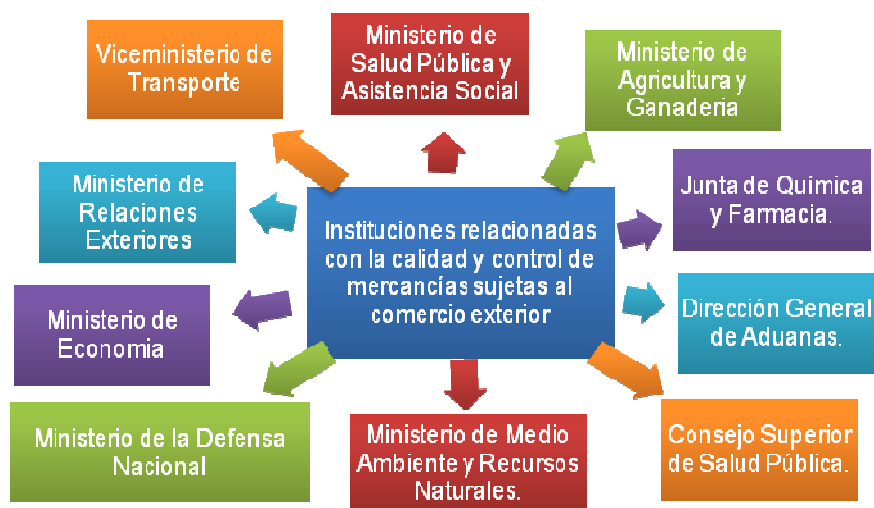 Viceministerio de
Transporte
Ministerio de
Salud Pública y
Asistencia Social
Ministerio de
Agricultura y
Ganaderia
Ministerio de
Relaciones
Exteriores
Instituciones relacionadas
con la calidad y control de
mercancías sujetas al
comercio exterior
Junta de Química
y Farmacia.
Ministerio de
Economia
Dirección General
de Aduanas.
Ministerio de la Defensa
Nacional
Ministerio de Medio
Ambiente y Recursos
Naturales.
Consejo Superior
de Salud Pública.